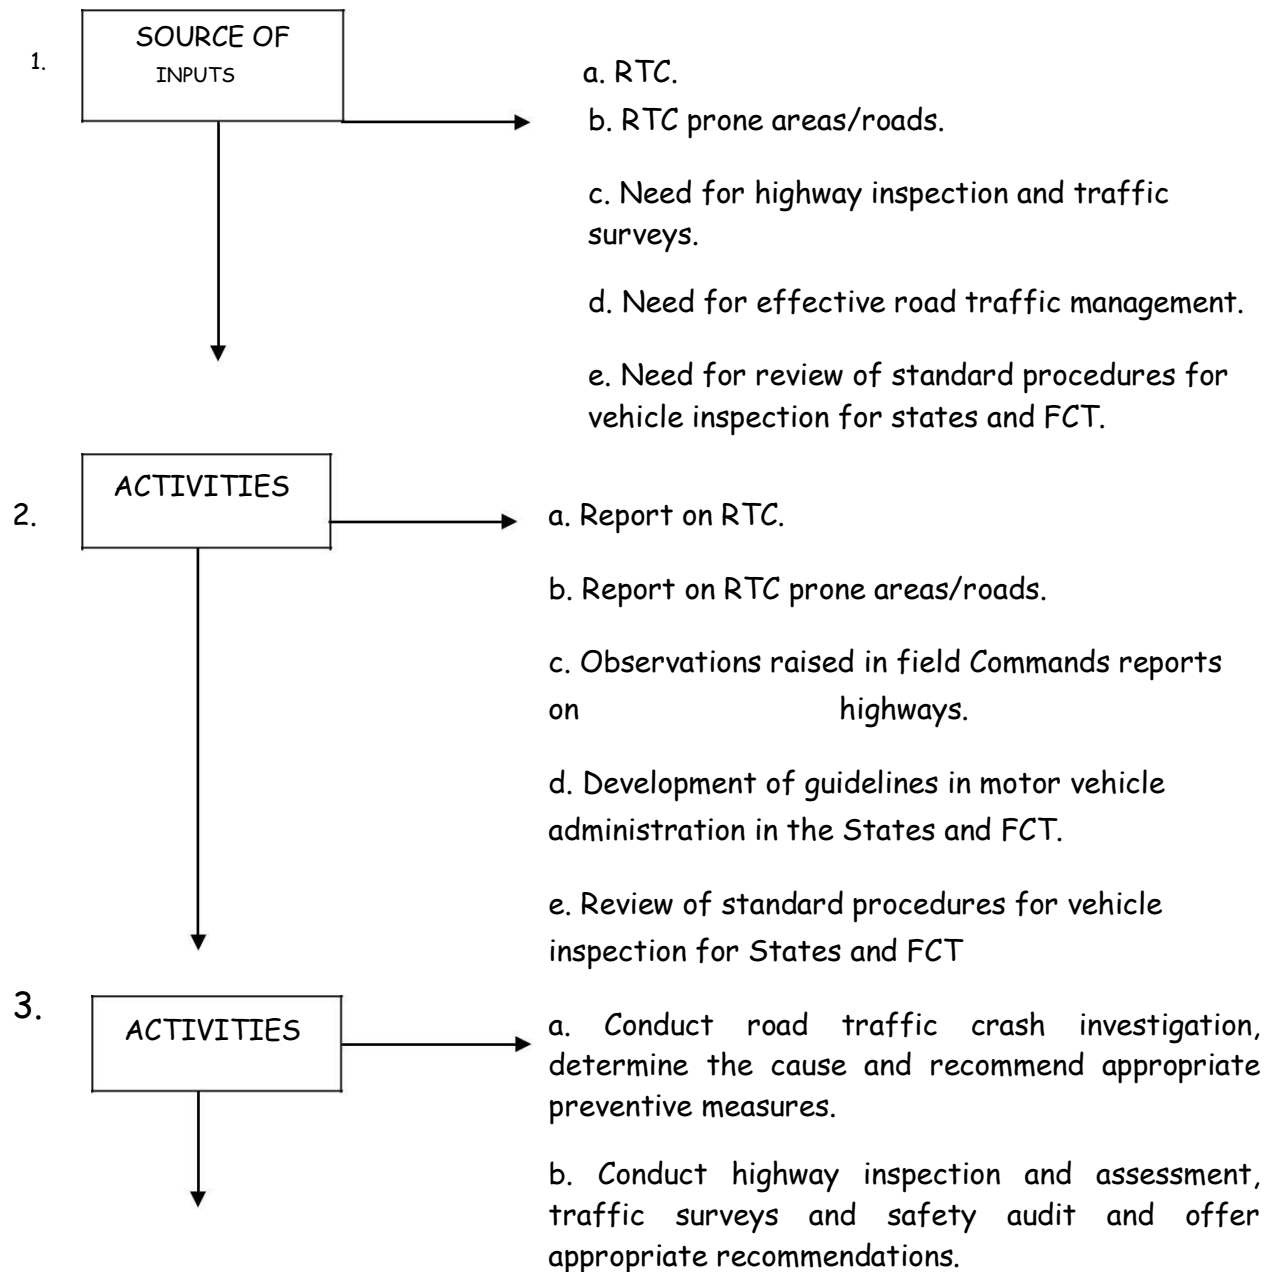 1.
SOURCE OF
INPUTS
a. RTC.
b. RTC prone areas/roads.
c. Need for highway inspection and traffic
surveys.
d. Need for effective road traffic management.
e. Need for review of standard procedures for
vehicle inspection for states and FCT.
2.
ACTIVITIES
a. Report on RTC.
b. Report on RTC prone areas/roads.
c. Observations raised in field Commands reports
on highways.
d. Development of guidelines in motor vehicle
administration in the States and FCT.
e. Review of standard procedures for vehicle
inspection for States and FCT
3.
ACTIVITIES
a. Conduct road traffic crash investigation,
determine the cause and recommend appropriate
preventive measures.
b. Conduct highway inspection and assessment,
traffic surveys and safety audit and offer
appropriate recommendations.